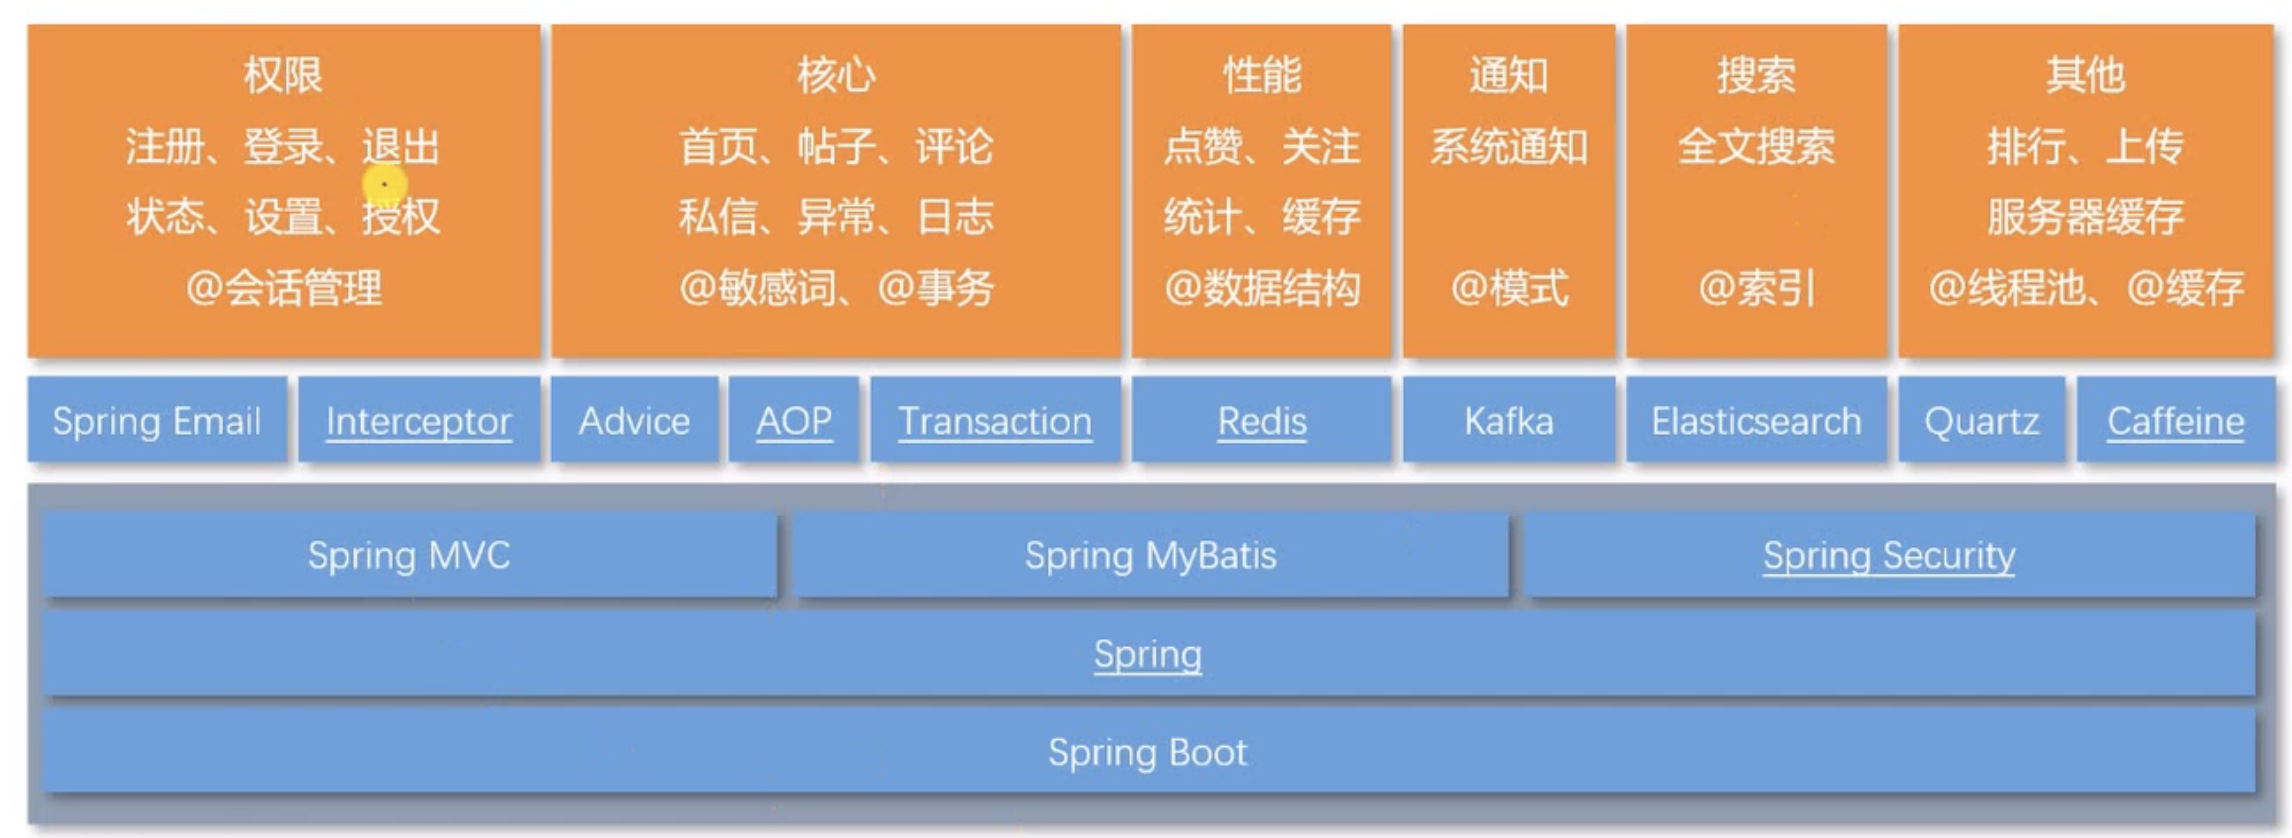 权限
注册、登录、退出
状态、设置、授权
@会话管理
核心
首页、帖子、评论
私信、异常、日志
@敏感词、@事务
性能
点赞、关注
统计、缓存
@数据结构
通知
系统通知
@模式
搜索
全文搜索
@索引
其他
排行、上传
服务器缓存
@线程池、@缓存
Spring Email
Interceptor
Advice
AOP
Transaction
Redis
Kafka
Elasticsearch
Quartz
Caffeine
Spring MVC
Spring MyBatis
Spring Security
Spring
Spring Boot